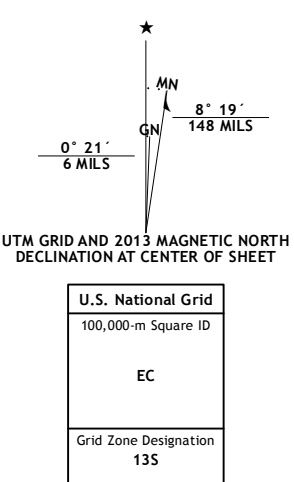 ★
MN
GN
8° 19´
148 MILS
0° 21´
6 MILS
UTM GRID AND 2013 MAGNETIC NORTH
DECLINATION AT CENTER OF SHEET
U.S. National Grid
100,000-m Square ID
EC
Grid Zone Designation
13S